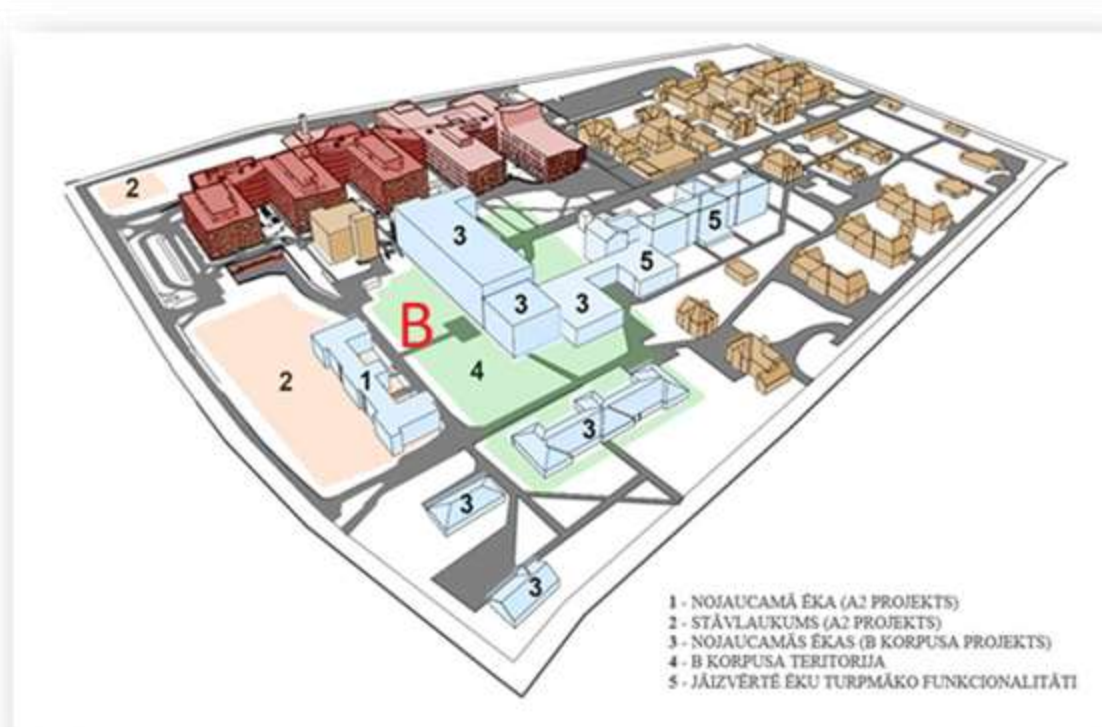 2
3
5
5
3
3
B
2
1
4
3
3
3
1 - NOJAUCAMĀ ĒKA (A2 PROJEKTS)
2 - STĀVLAUKUMS (A2 PROJEKTS)
3 - NOJAUCAMĀS ĒKAS (B KORPUSA PROJEKTS)
4 - B KORPUSA TERITORIJA
5 - JĀIZVĒRTĒ ĒKU TURPMĀKO FUNKCIONALITĀTI